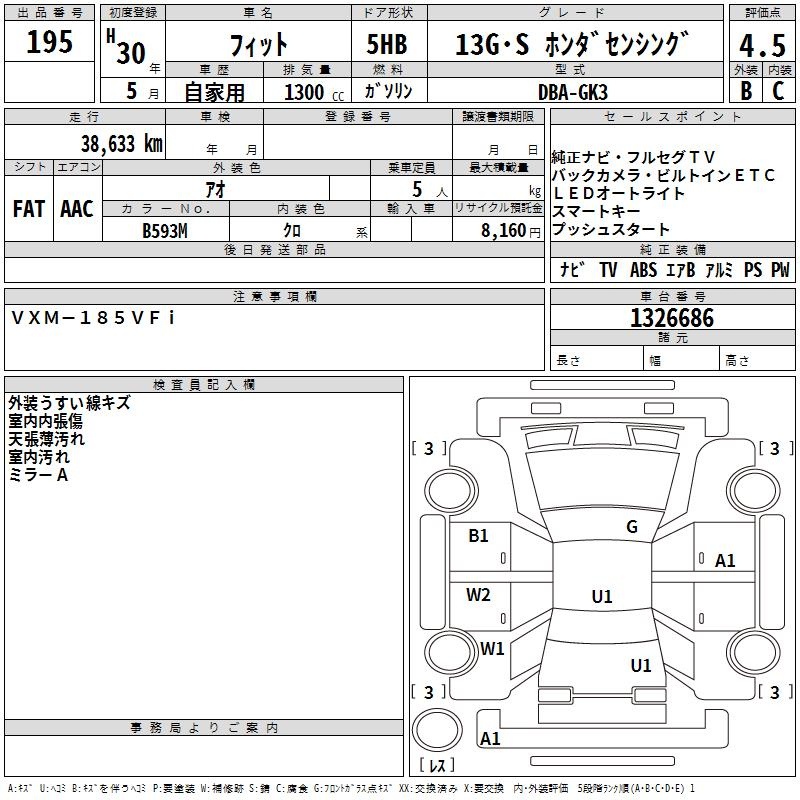 出品番号 初度登録 車名 ドア形状 グレード 評価点
195 H30年 フィット 5HB 13G・S ホンダセンシング 4.5
車歴 排気量 燃料 型式 外装 内装
5月 自家用 1300 CC ガソリン DBA-GK3 B C
走行 車検 登録番号 譲渡書類期限 セールスポイント
38,633 km 年 月 月 日
シフト エアコン 外装色 乗車定員 最大積載量
FAT AAC アオ 5人 kg
カラーNo. 内装色 輸入車 リサイクル預託金
B593M クロ 系 8,160円
純正ナビ・フルセグTV
バックカメラ・ビルトインETC
LEDオートライト
スマートキー
プッシュスタート
後日発送部品 純正装備
ナビ TV ABS エアB アルミ PS PW
注意事項欄 車台番号
VXM－185VFi 1326686
諸元
長さ 幅 高さ
検査員記入欄
外装うすい線キズ
室内内張傷
天張薄汚れ
室内汚れ
ミラーA
[ 3 ] [ 3 ]
G
B1 A1
W2 U1
W1 U1
[ 3 ] [ 3 ]
A1
[ レス ]
事務局よりご案内
A:キズ U:ヘコミ B:キズを伴うヘコミ P:要塗装 W:補修跡 S:錆 C:腐食 G:フロントガラス点キズ XX:交換済み X:要交換 内・外装評価 5段階ランク順(A・B・C・D・E) 1